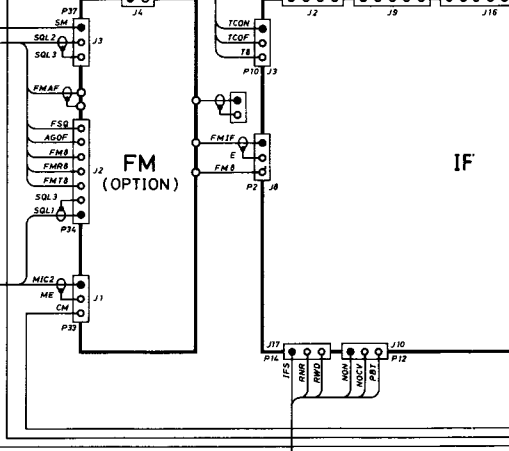 J4
J2
J9
J16
P37
SM
SQL2
J3
SQL3
TCON
TCOF
T8
P10
J3
FMAF
FSQ
AGOF
FM8
FMR8
FMT8
SQL3
SQL1
J2
P34
FM
(OPTION)
FMIF
E
FM8
P2
J8
IF
MIC2
ME
CM
J1
P33
J17
P14
IFS
RNR
RWD
J10
P12
NON
NOCV
PBT